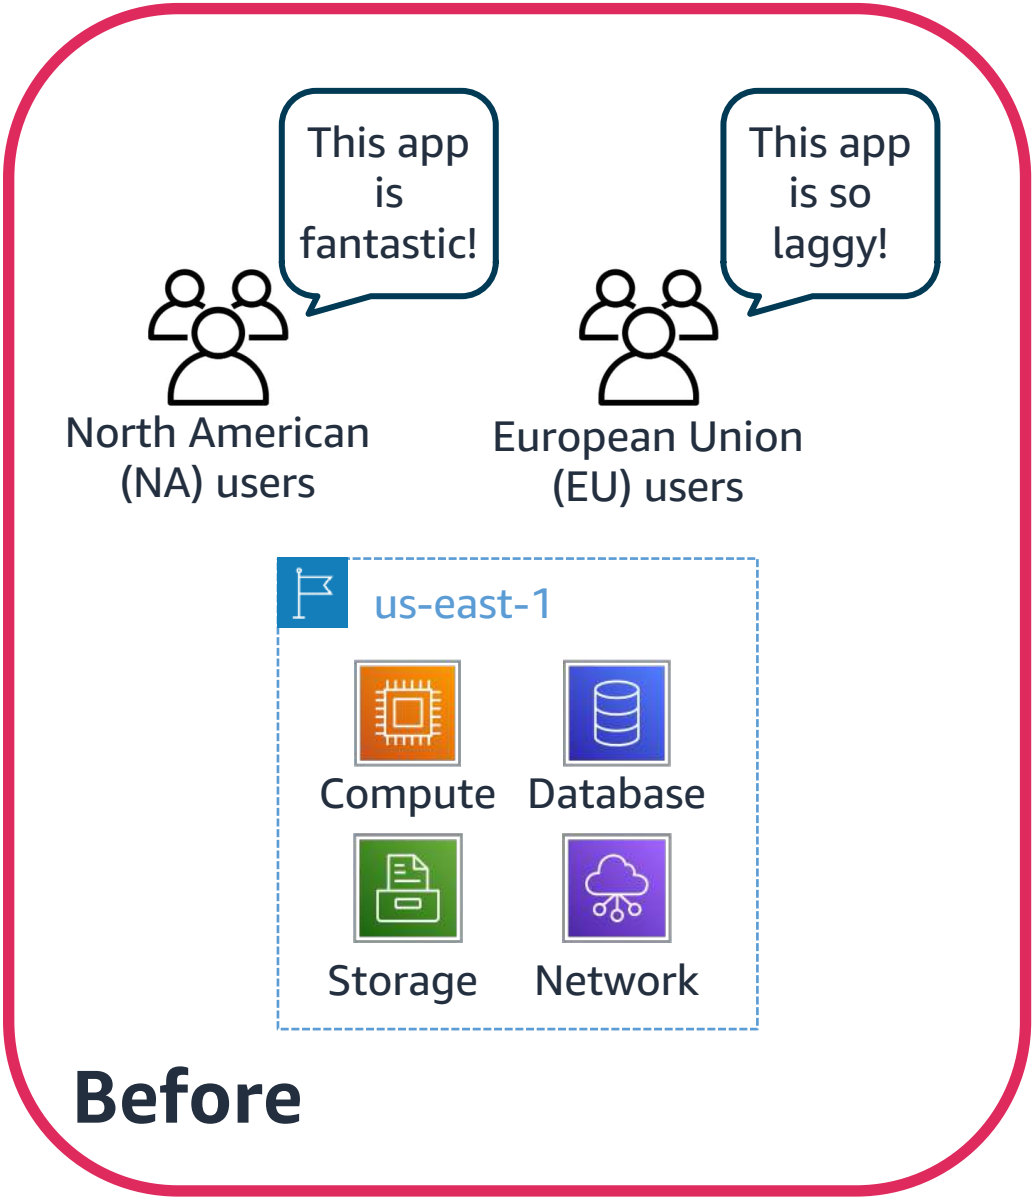 This app
is
fantastic!
This app
is so
laggy!
North American
(NA) users
European Union
(EU) users
us-east-1
Compute
Database
Storage
Network
Before